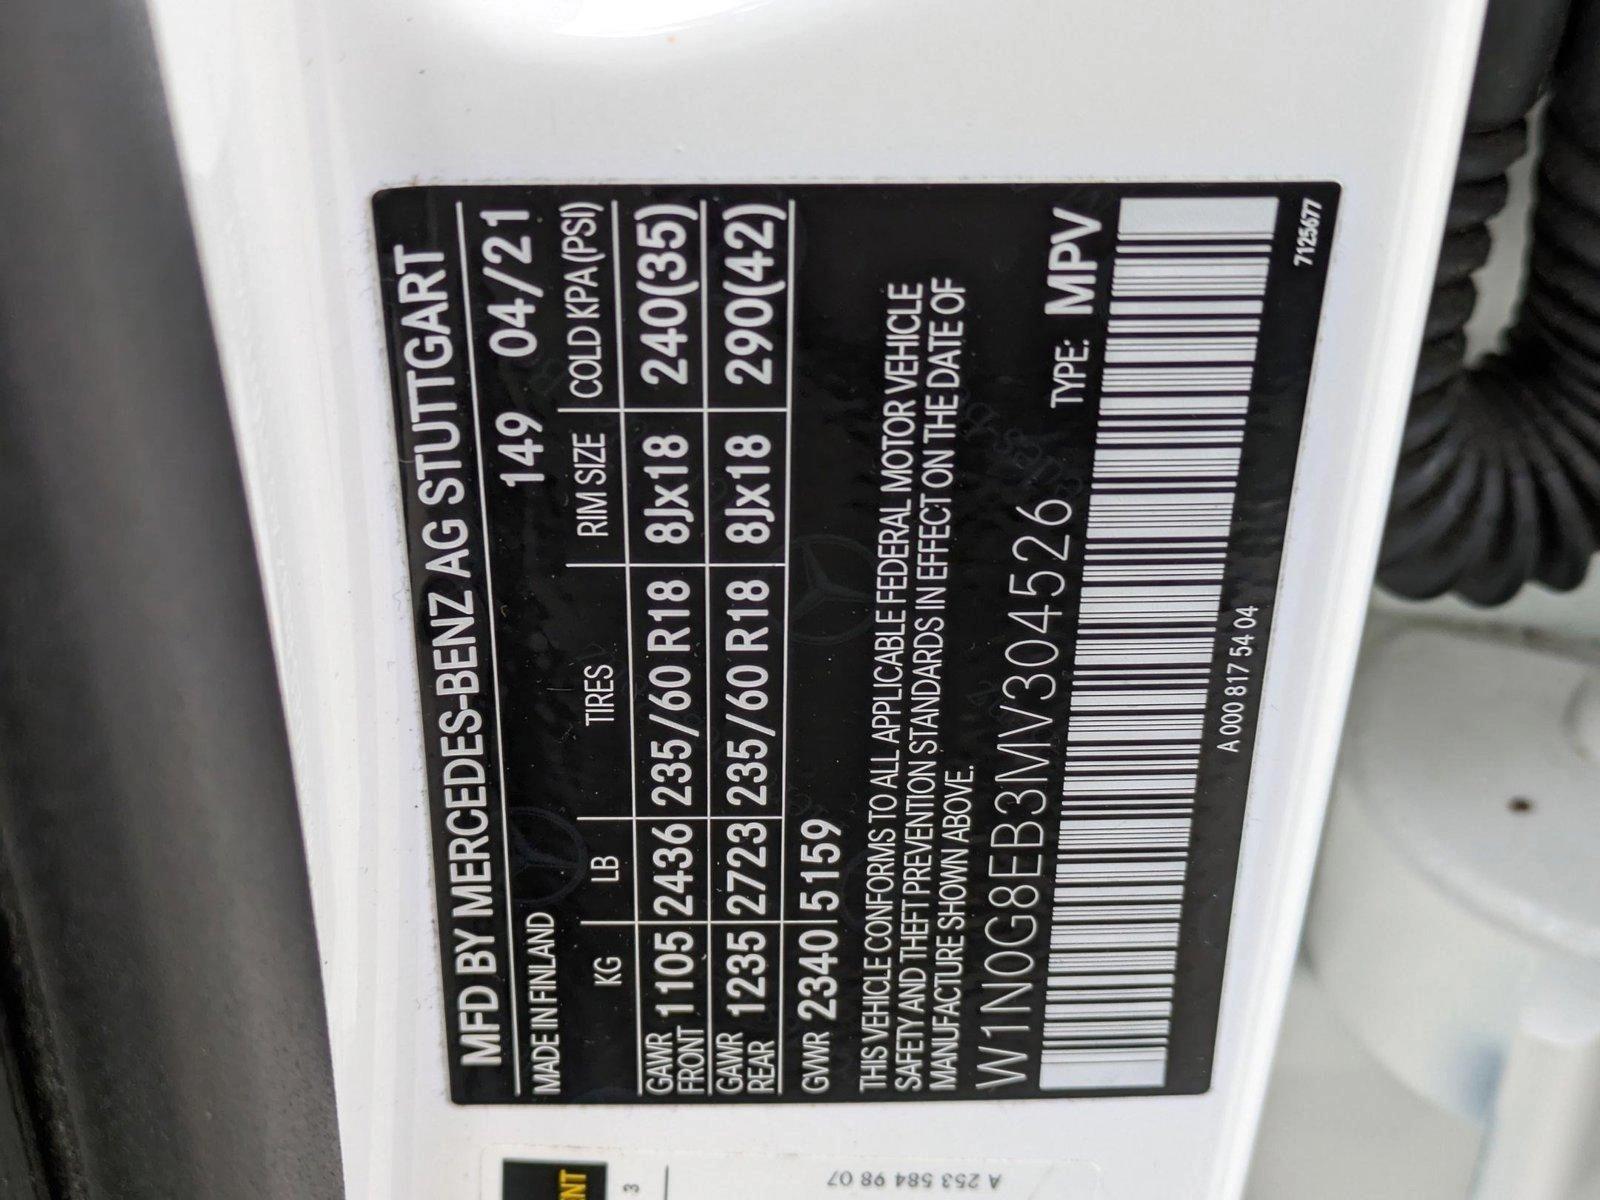 MFD BY MERCEDES-BENZ AG STUTTGART
MADE IN FINLAND 149 04/21
KG LB TIRES RIM SIZE COLD KPA (PSI)
GAWR FRONT 1105 2436 235/60 R18 8Jx18 240(35)
GAWR REAR 1235 2723 235/60 R18 8Jx18 290(42)
GVWR 2340 5159
THIS VEHICLE CONFORMS TO ALL APPLICABLE FEDERAL MOTOR VEHICLE
SAFETY AND THEFT PREVENTION STANDARDS IN EFFECT ON THE DATE OF
MANUFACTURE SHOWN ABOVE.
W1N0G8EB3MV304526 TYPE: MPV
A 000 817 54 04
7125677
A 253 584 98 07
3